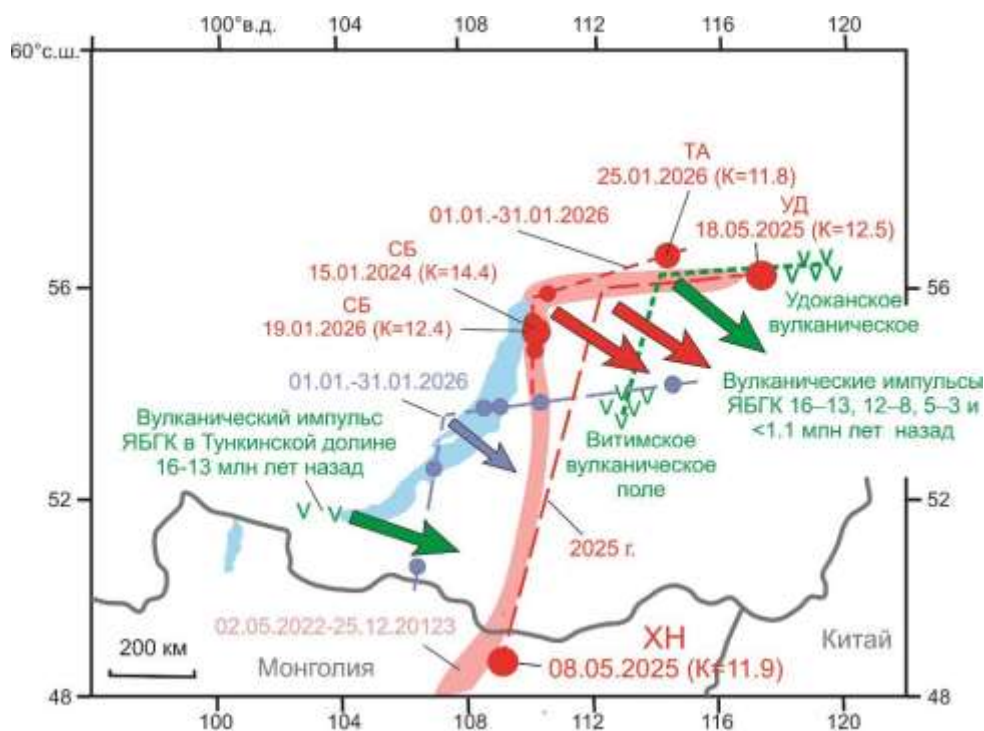 100°в.д. 104 108 112 116 120
60°с.ш.
ТА
25.01.2026 (К=11.8)
01.01.-31.01.2026
УД
18.05.2025 (К=12.5)
СБ
15.01.2024 (К=14.4)
СБ
19.01.2026 (К=12.4)
56
56
Удоканское
вулканическое
01.01.-31.01.2026
Вулканический импульс
ЯБГК в Тункинской долине
16-13 млн лет назад
Вулканические импульсы
ЯБГК 16–13, 12–8, 5–3 и
<1.1 млн лет назад
Витимское
вулканическое
поле
V V V V V
V V V V V
V V
52
52
2025 г.
02.05.2022-25.12.20123
200 км
Монголия
ХН
08.05.2025 (К=11.9)
Китай
48
48
100 104 108 110 112 116 120